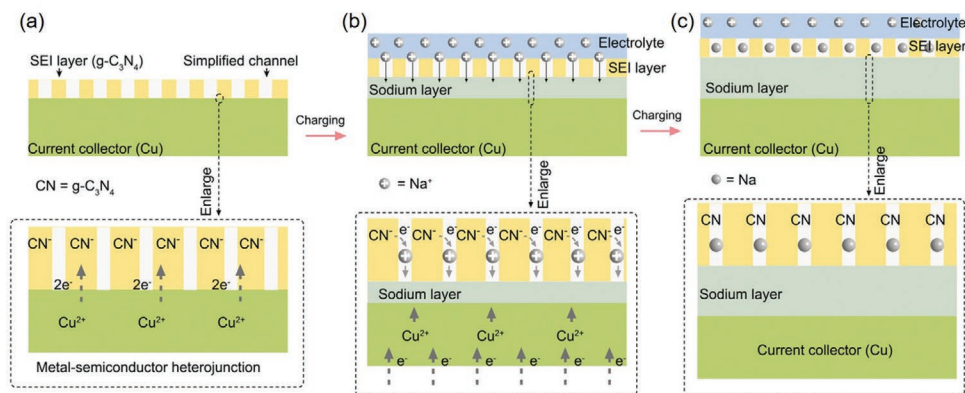 (a)
SEI layer (g-C₃N₄) Simplified channel
Current collector (Cu)
CN = g-C₃N₄
Enlarge
CN⁻ CN⁻ CN⁻ CN⁻ CN⁻ CN⁻
2e⁻ 2e⁻ 2e⁻
Cu²⁺ Cu²⁺ Cu²⁺
Metal-semiconductor heterojunction
Charging
(b)
Electrolyte
SEI layer
Sodium layer
Current collector (Cu)
= Na⁺
Enlarge
e⁻ e⁻ e⁻ e⁻ e⁻ e⁻
CN⁻ CN⁻ CN⁻ CN⁻ CN⁻ CN⁻
Sodium layer
Cu²⁺ Cu²⁺ Cu²⁺
e⁻ e⁻ e⁻ e⁻ e⁻ e⁻
Charging
(c)
Electrolyte
SEI layer
Sodium layer
Current collector (Cu)
= Na
Enlarge
CN CN CN CN CN CN
Sodium layer
Current collector (Cu)